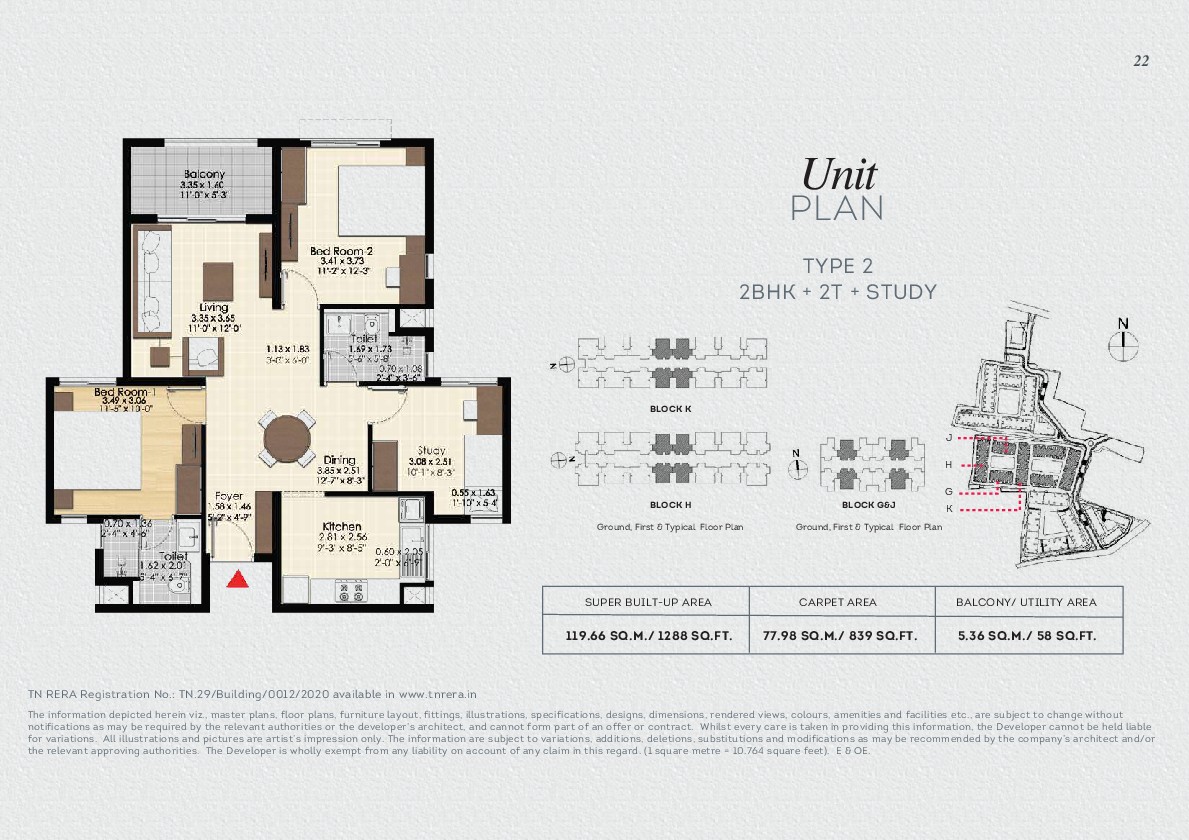 22
Unit
PLAN
TYPE 2
2BHK + 2T + STUDY
Balcony
3.35 x 1.60
11'-0" x 5'-3"
Bed Room-2
3.41 x 3.73
11'-2" x 12'-3"
Living
3.35 x 3.65
11'-0" x 12'-0"
1.13 x 1.83
3'-8" x 6'-0"
Toilet
1.69 x 1.73
5'-6" x 5'-8"
0.70 x 1.08
2'-4" x 3'-6"
Bed Room-1
3.49 x 3.06
11'-5" x 10'-0"
Dining
3.85 x 2.51
12'-7" x 8'-3"
Study
3.08 x 2.51
10'-1" x 8'-3"
0.55 x 1.63
1'-10" x 5'-4"
Foyer
1.58 x 1.46
5'-2" x 4'-9"
Kitchen
2.81 x 2.56
9'-3" x 8'-5"
0.60 x 2.05
2'-0" x 6'-9"
0.70 x 1.36
2'-4" x 4'-6"
Toilet
1.62 x 2.01
5'-4" x 6'-7"
N
BLOCK K
N
BLOCK H
Ground, First & Typical Floor Plan
N
BLOCK G&J
Ground, First & Typical Floor Plan
N
J
H
G
K
SUPER BUILT-UP AREA CARPET AREA BALCONY/ UTILITY AREA
119.66 SQ.M./ 1288 SQ.FT. 77.98 SQ.M./ 839 SQ.FT. 5.36 SQ.M./ 58 SQ.FT.
TN RERA Registration No.: TN.29/Building/0012/2020 available in www.tnrera.in
The information depicted herein viz., master plans, floor plans, furniture layout, fittings, illustrations, specifications, designs, dimensions, rendered views, colours, amenities and facilities etc., are subject to change without
notifications as may be required by the relevant authorities or the developer's architect, and cannot form part of an offer or contract. Whilst every care is taken in providing this information, the Developer cannot be held liable
for variations. All illustrations and pictures are artist's impression only. The information are subject to variations, additions, deletions, substitutions and modifications as may be recommended by the company's architect and/or
the relevant approving authorities. The Developer is wholly exempt from any liability on account of any claim in this regard. (1 square metre = 10.764 square feet). E & OE.